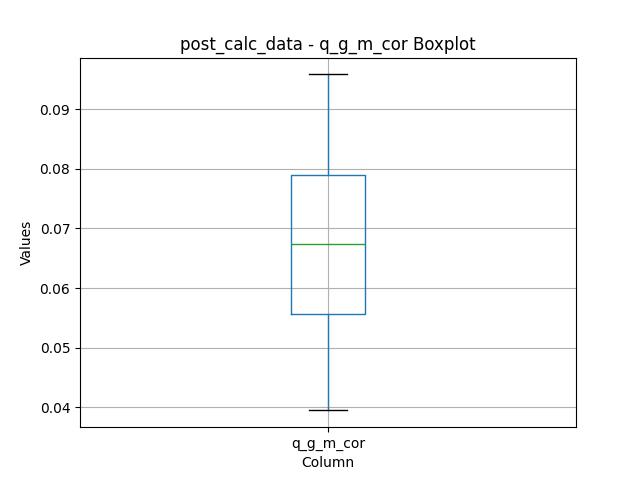 post_calc_data - q_g_m_cor Boxplot
0.09
0.08
0.07
0.06
0.05
0.04
Values
q_g_m_cor
Column